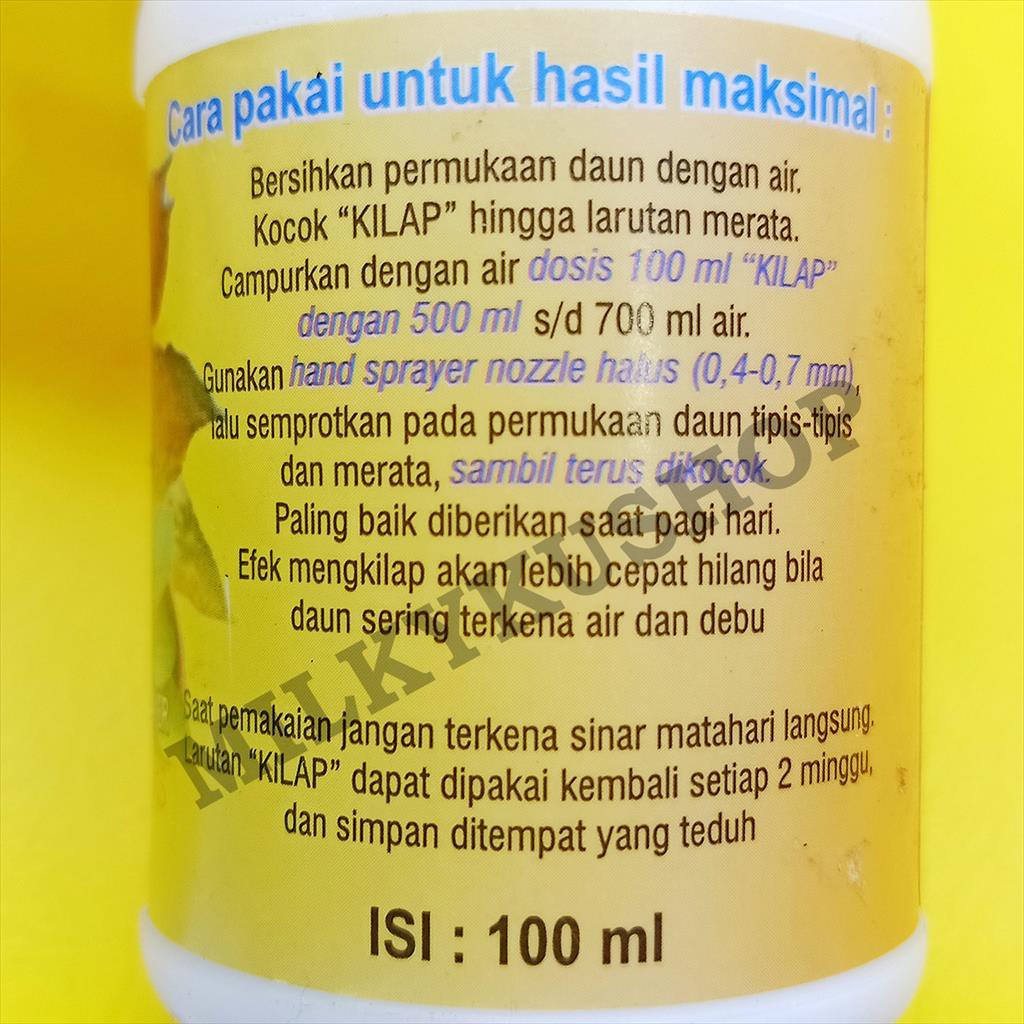 Cara pakai untuk hasil maksimal :
Bersihkan permukaan daun dengan air.
Kocok “KILAP” hingga larutan merata.
Campurkan dengan air dosis 100 ml “KILAP”
dengan 500 ml s/d 700 ml air.
Gunakan hand sprayer nozzle halus (0,4-0,7 mm),
lalu semprotkan pada permukaan daun tipis-tipis
dan merata, sambil terus dikocok.
Paling baik diberikan saat pagi hari.
Efek mengkilap akan lebih cepat hilang bila
daun sering terkena air dan debu
Saat pemakaian jangan terkena sinar matahari langsung.
Larutan “KILAP” dapat dipakai kembali setiap 2 minggu,
dan simpan ditempat yang teduh
ISI : 100 ml
MILKYKUSHOP